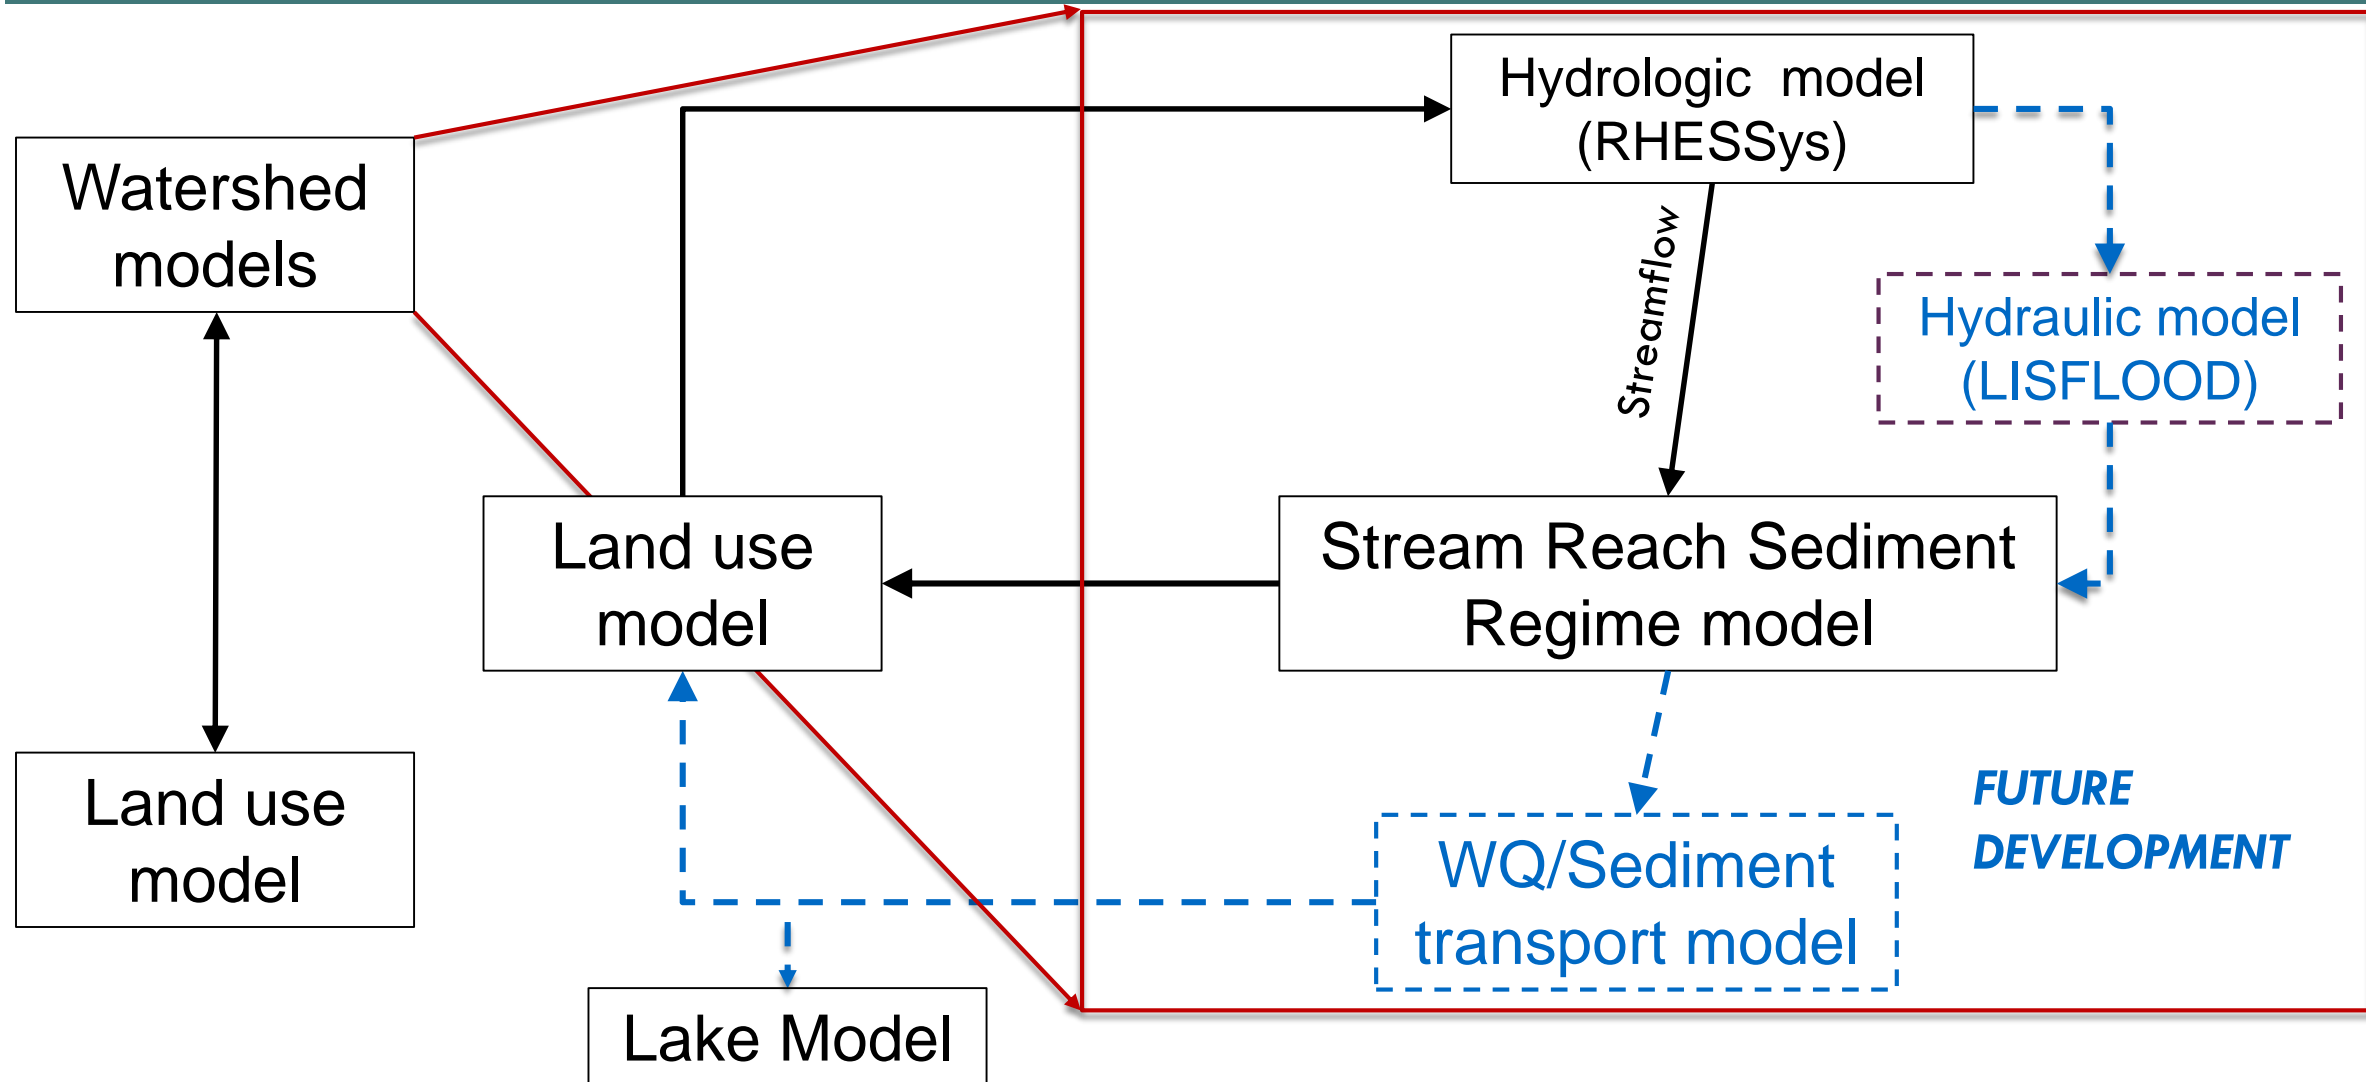 Hydrologic model
(RHESSys)
Watershed
models
Streamflow
Hydraulic model
(LISFLOOD)
Land use
model
Stream Reach Sediment
Regime model
Land use
model
FUTURE
DEVELOPMENT
WQ/Sediment
transport model
Lake Model